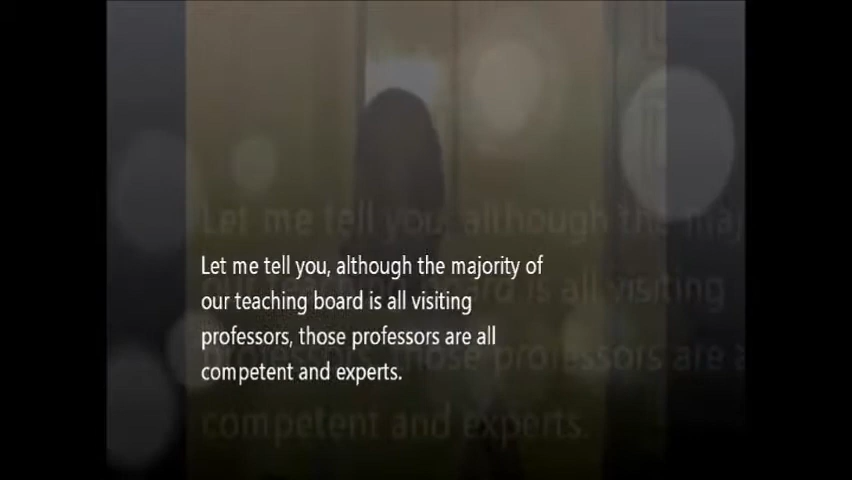 Let me tell you, although the majority of
our teaching board is all visiting
professors, those professors are all
competent and experts.